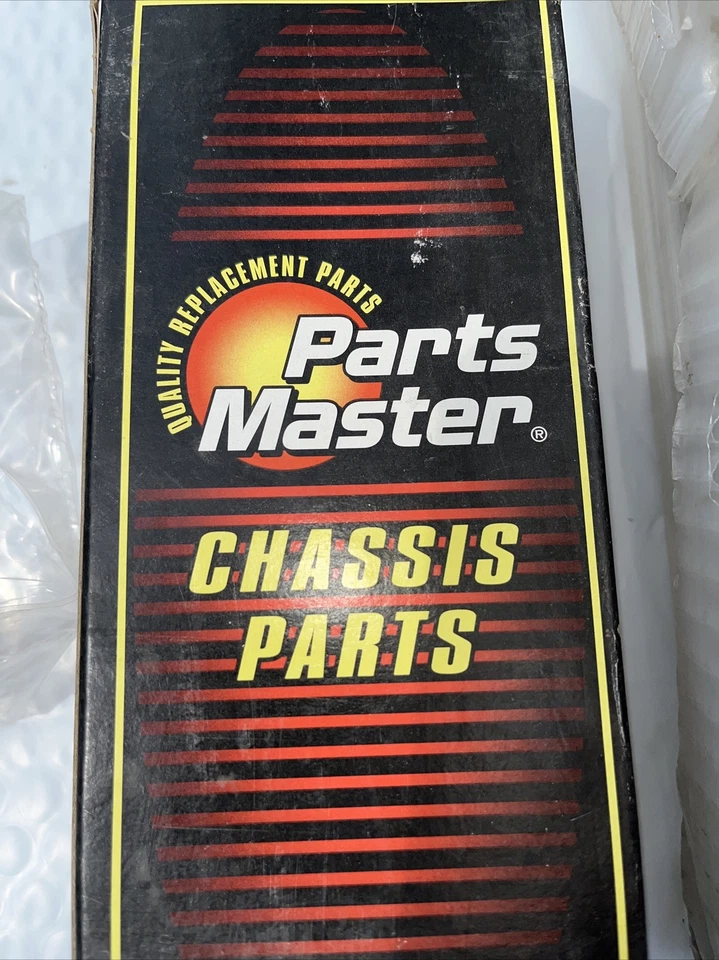 QUALITY REPLACEMENT PARTS
Parts
Master®
CHASSIS
PARTS